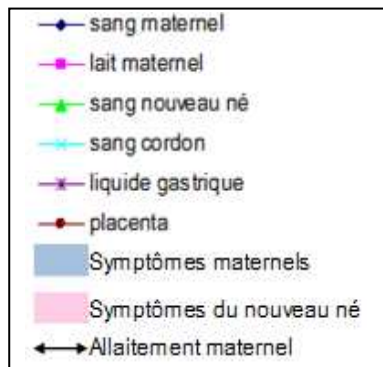 sang maternel
lait maternel
sang nouveau né
sang cordon
liquide gastrique
placenta
Symptômes maternels
Symptômes du nouveau né
Allaitement maternel